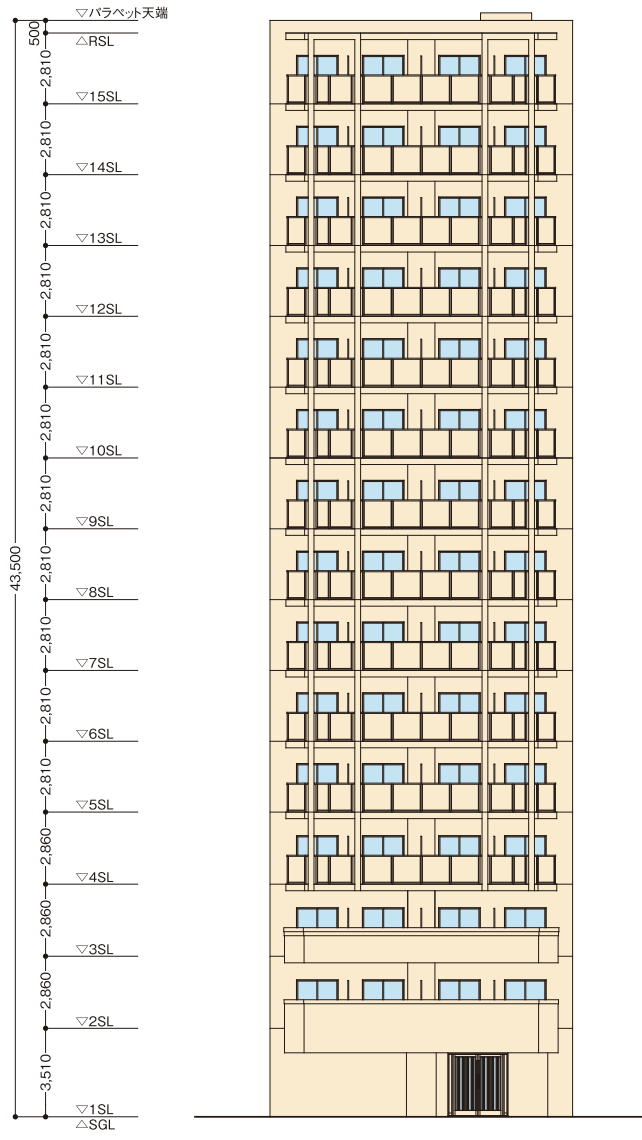 ▽パラペット天端
500
△RSL
2,810
▽15SL
2,810
▽14SL
2,810
▽13SL
2,810
▽12SL
2,810
▽11SL
2,810
▽10SL
2,810
▽9SL
2,810
▽8SL
43,500
2,810
▽7SL
2,810
▽6SL
2,810
▽5SL
2,860
▽4SL
2,860
▽3SL
2,860
▽2SL
3,510
▽1SL
△SGL